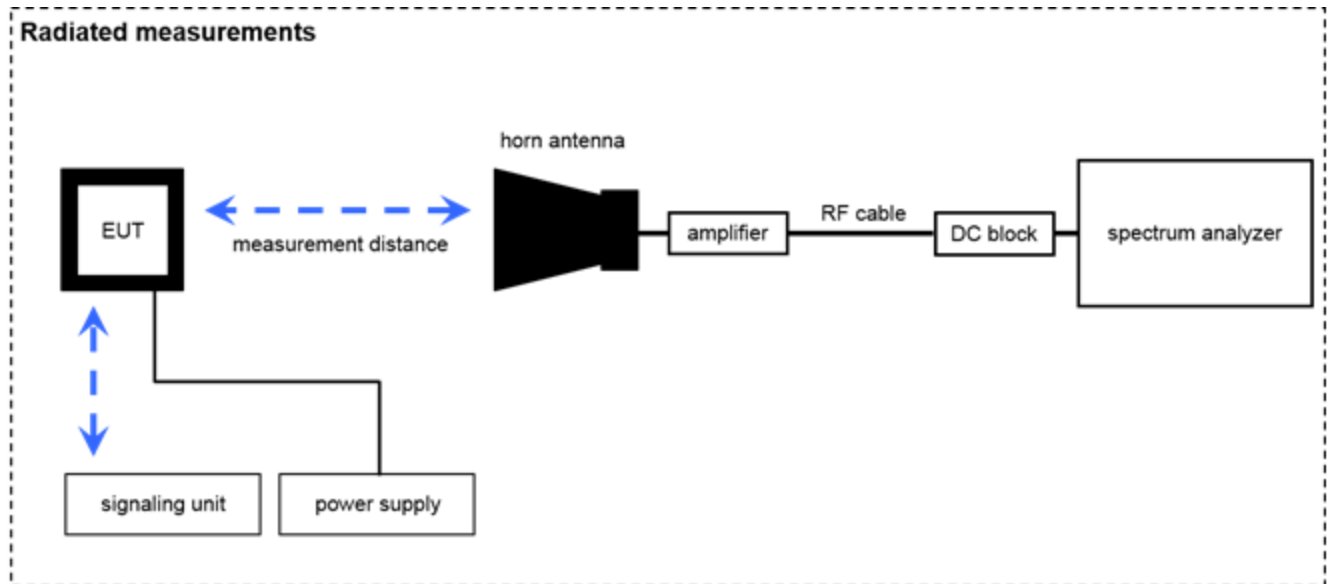 Radiated measurements
horn antenna
EUT
measurement distance
amplifier
RF cable
DC block
spectrum analyzer
signaling unit
power supply